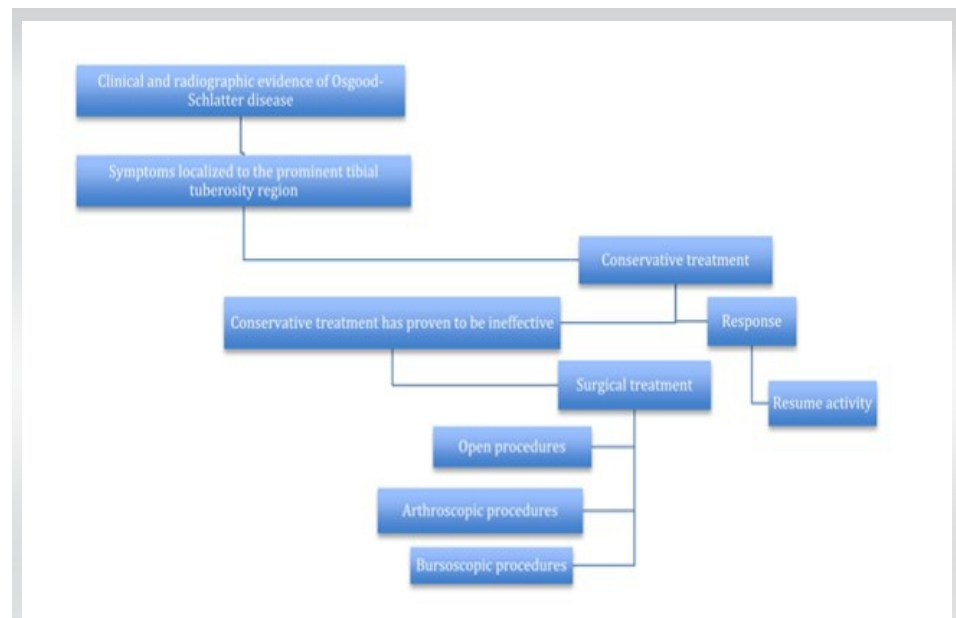 Clinical and radiographic evidence of Osgood-
Schlatter disease
Symptoms localized to the prominent tibial
tuberosity region
Conservative treatment
Conservative treatment has proven to be ineffective
Response
Surgical treatment
Resume activity
Open procedures
Arthroscopic procedures
Bursoscopic procedures